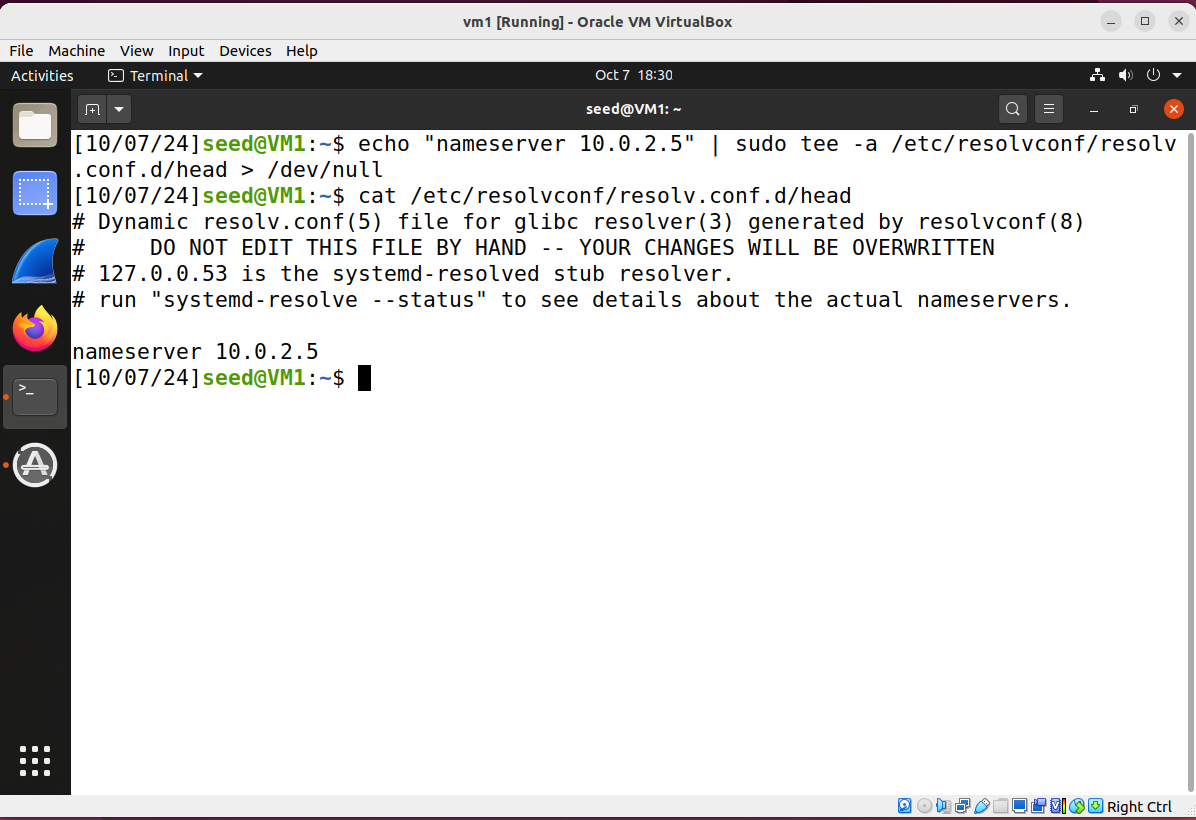 vm1 [Running] - Oracle VM VirtualBox
File Machine View Input Devices Help
Activities Terminal Oct 7 18:30
seed@VM1: ~
[10/07/24]seed@VM1:~$ echo "nameserver 10.0.2.5" | sudo tee -a /etc/resolvconf/resolv
.conf.d/head > /dev/null
[10/07/24]seed@VM1:~$ cat /etc/resolvconf/resolv.conf.d/head
# Dynamic resolv.conf(5) file for glibc resolver(3) generated by resolvconf(8)
#     DO NOT EDIT THIS FILE BY HAND -- YOUR CHANGES WILL BE OVERWRITTEN
# 127.0.0.53 is the systemd-resolved stub resolver.
# run "systemd-resolve --status" to see details about the actual nameservers.
nameserver 10.0.2.5
[10/07/24]seed@VM1:~$
Right Ctrl